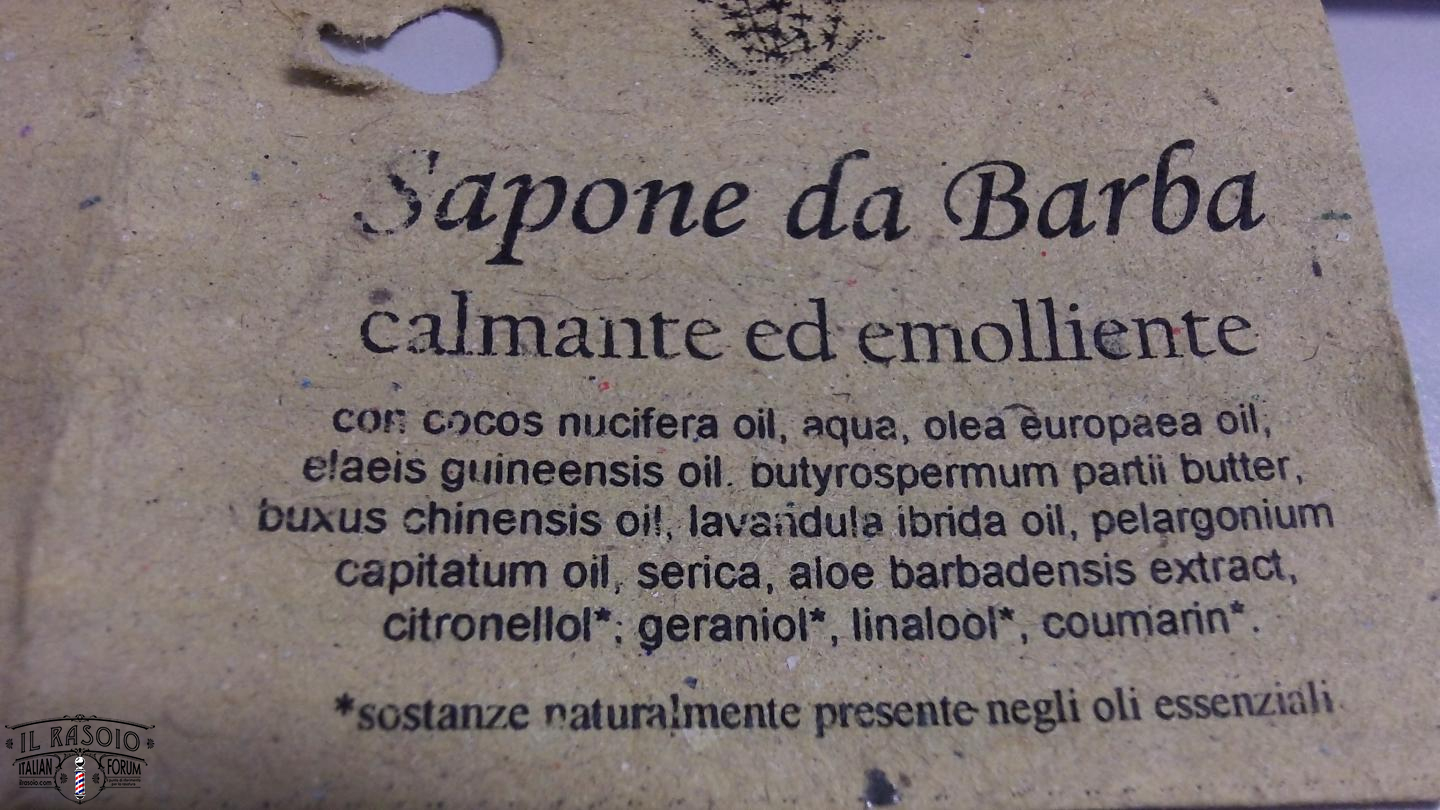 Sapone da Barba
calmante ed emolliente
con cocos nucifera oil, aqua, olea europaea oil,
elaeis guineensis oil. butyrospermum partii butter,
buxus chinensis oil, lavandula ibrida oil, pelargonium
capitatum oil, serica, aloe barbadensis extract,
citronellol*; geraniol*, linalool*, coumarin*.
*sostanze naturalmente presente negli oli essenziali
IL RASOIO
ITALIAN FORUM
ilrasoio.com